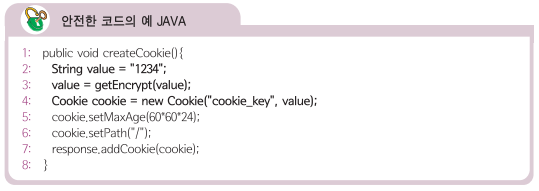 안전한 코드의 예 JAVA
1: public void createCookie(){
2: String value = "1234";
3: value = getEncrypt(value);
4: Cookie cookie = new Cookie("cookie_key", value);
5: cookie.setMaxAge(60*60*24);
6: cookie.setPath("/");
7: response.addCookie(cookie);
8: }